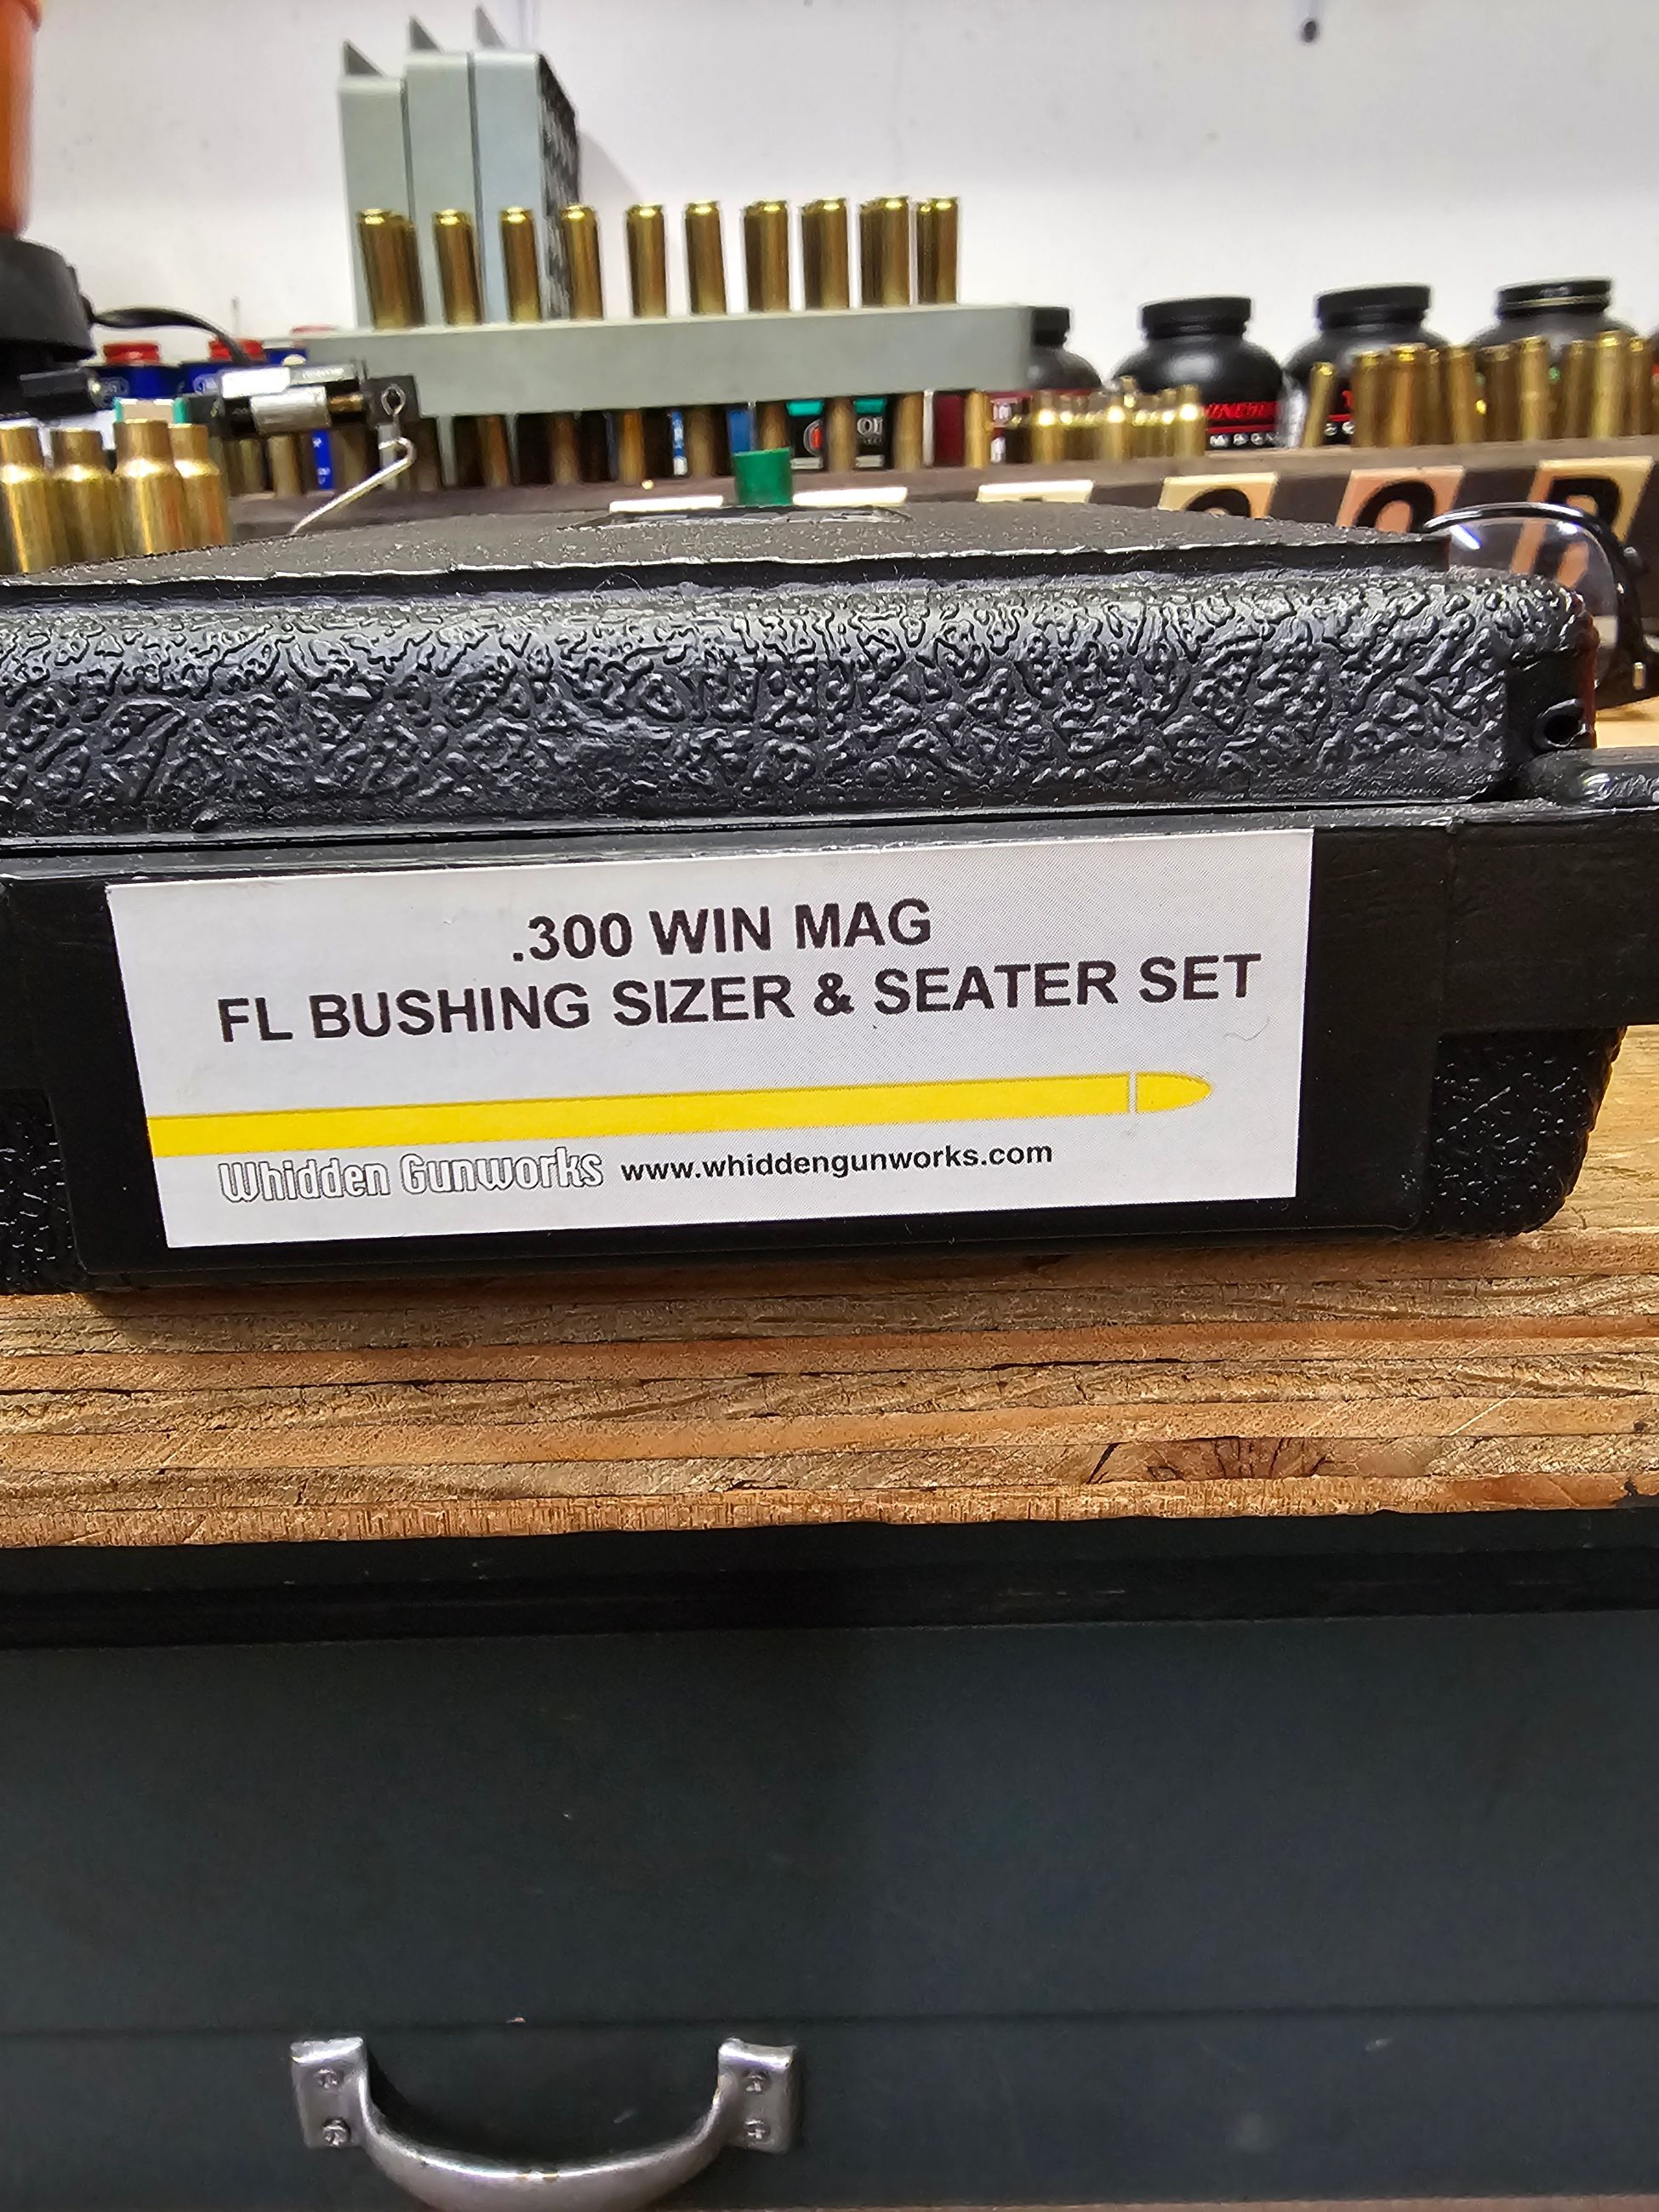 .300 WIN MAG
FL BUSHING SIZER & SEATER SET
Whidden Gunworks www.whiddengunworks.com